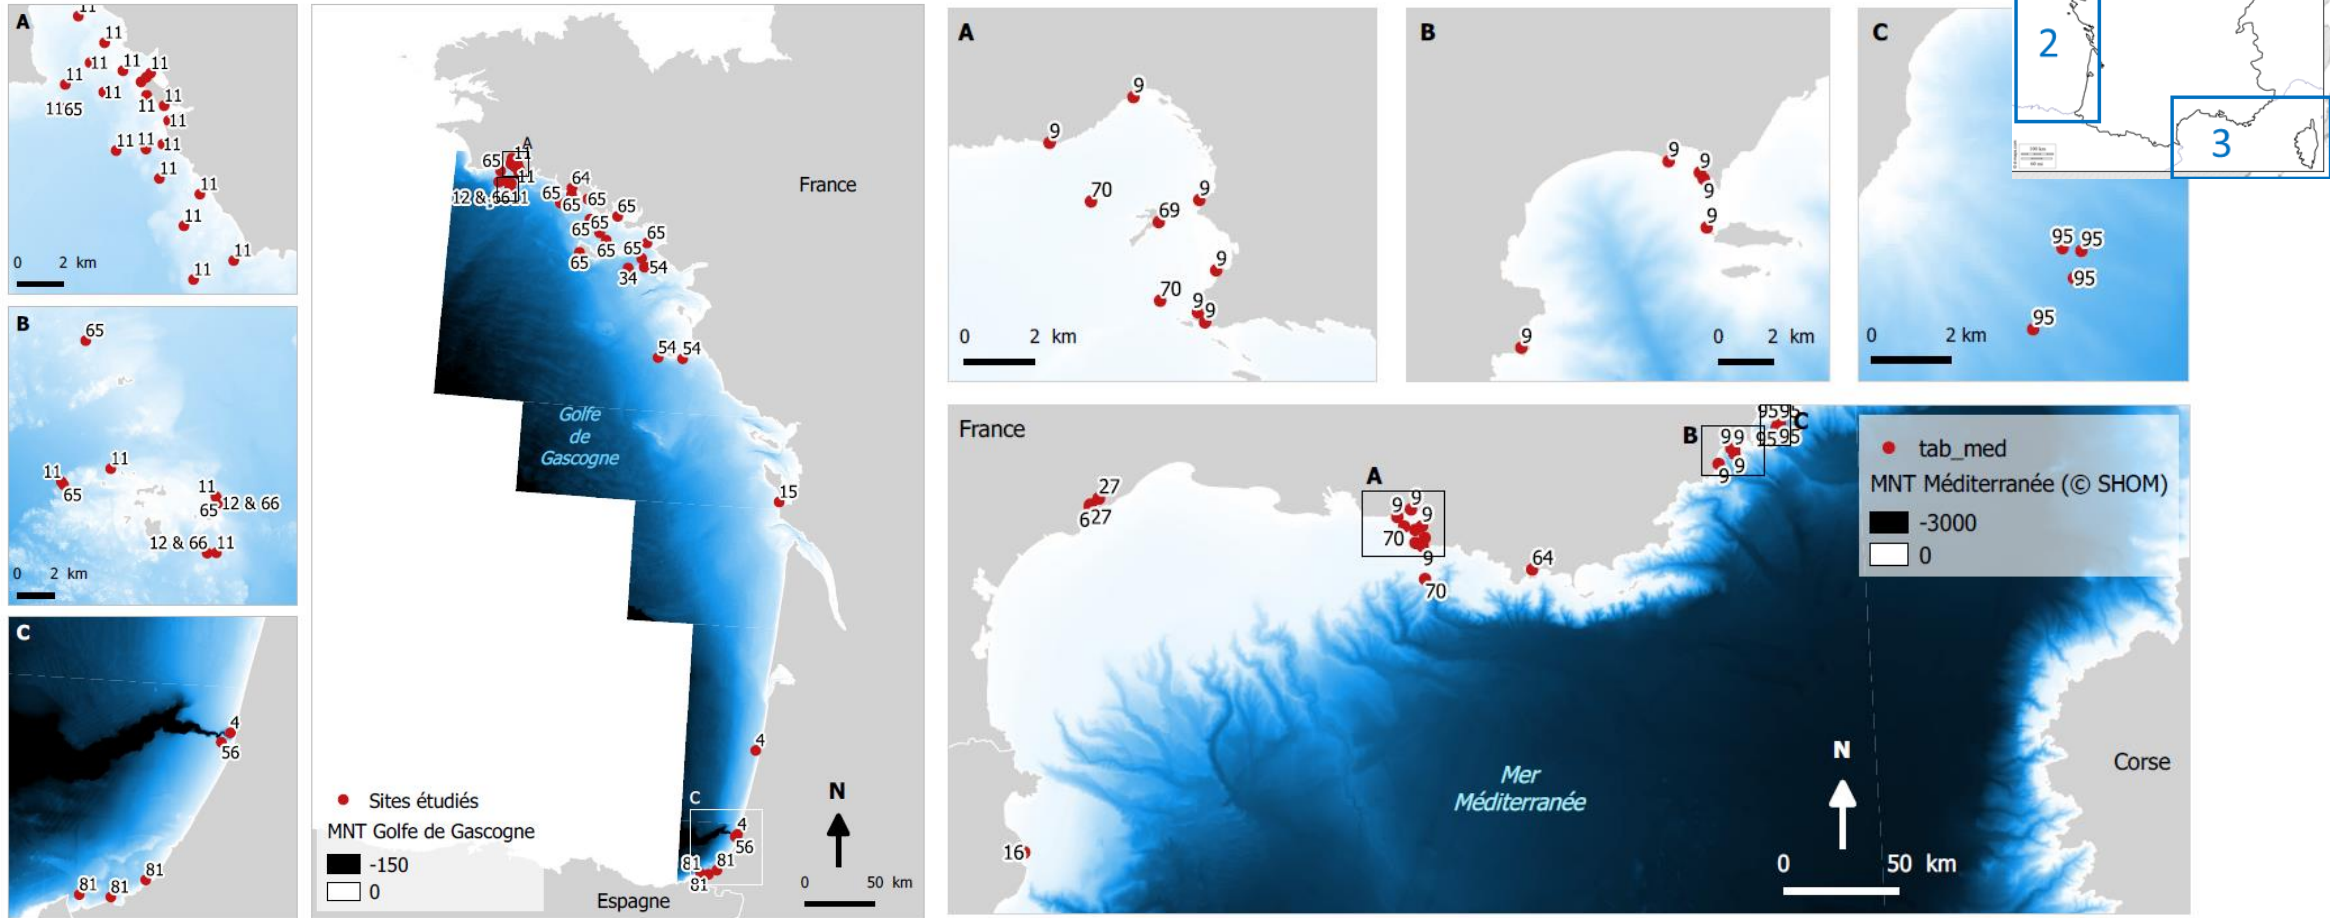 A
11
11
11
11
11
11
11
11
11
11 65
11
11
11
11
11
11
11
11
11
0 2 km
B
65
11
11
65
11
12 & 66
65
12 & 66
11
0 2 km
C
4
56
81
81
81
A
65
11
11
12 & 66
11
64
65
65
65
65
65
65
65
65
65
65
34
54
France
54
54
Golfe
de
Gascogne
15
4
C
4
56
81
81
81
Sites étudiés
MNT Golfe de Gascogne
-150
0
N
0 50 km
Espagne
A
9
9
70
9
69
9
70
9
9
0 2 km
B
9
9
9
9
9
0 2 km
C
95
95
95
95
0 2 km
2
3
France
27
627
A
9
9
9
70
9
70
64
B
99
9
9
9595
C
9595
tab_med
MNT Méditerranée (© SHOM)
-3000
0
Mer
Méditerranée
N
Corse
0 50 km
16